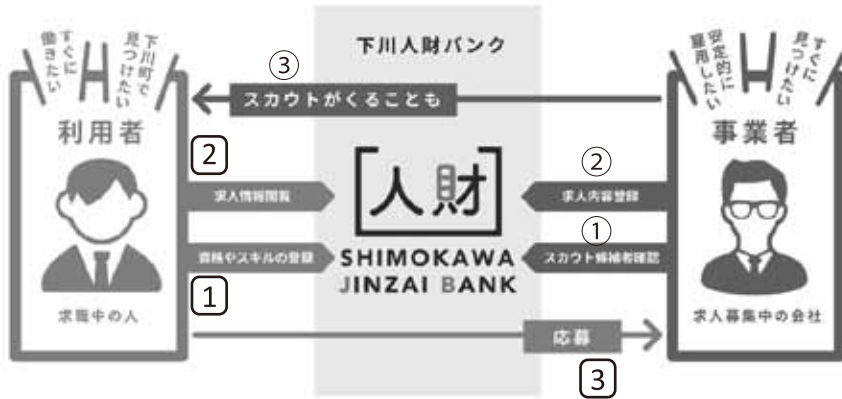 下川人財バンク
すぐに
働きたい
下川町で
見つけたい
利用者
2
求人情報閲覧
資格やスキルの登録
1
求職中の人
③
スカウトがくることも
人財
SHIMOKAWA
JINZAI BANK
安定的に
雇用したい
すぐに
見つけたい
事業者
②
求人内容登録
①
スカウト候補者確認
求人募集中の会社
応募
3